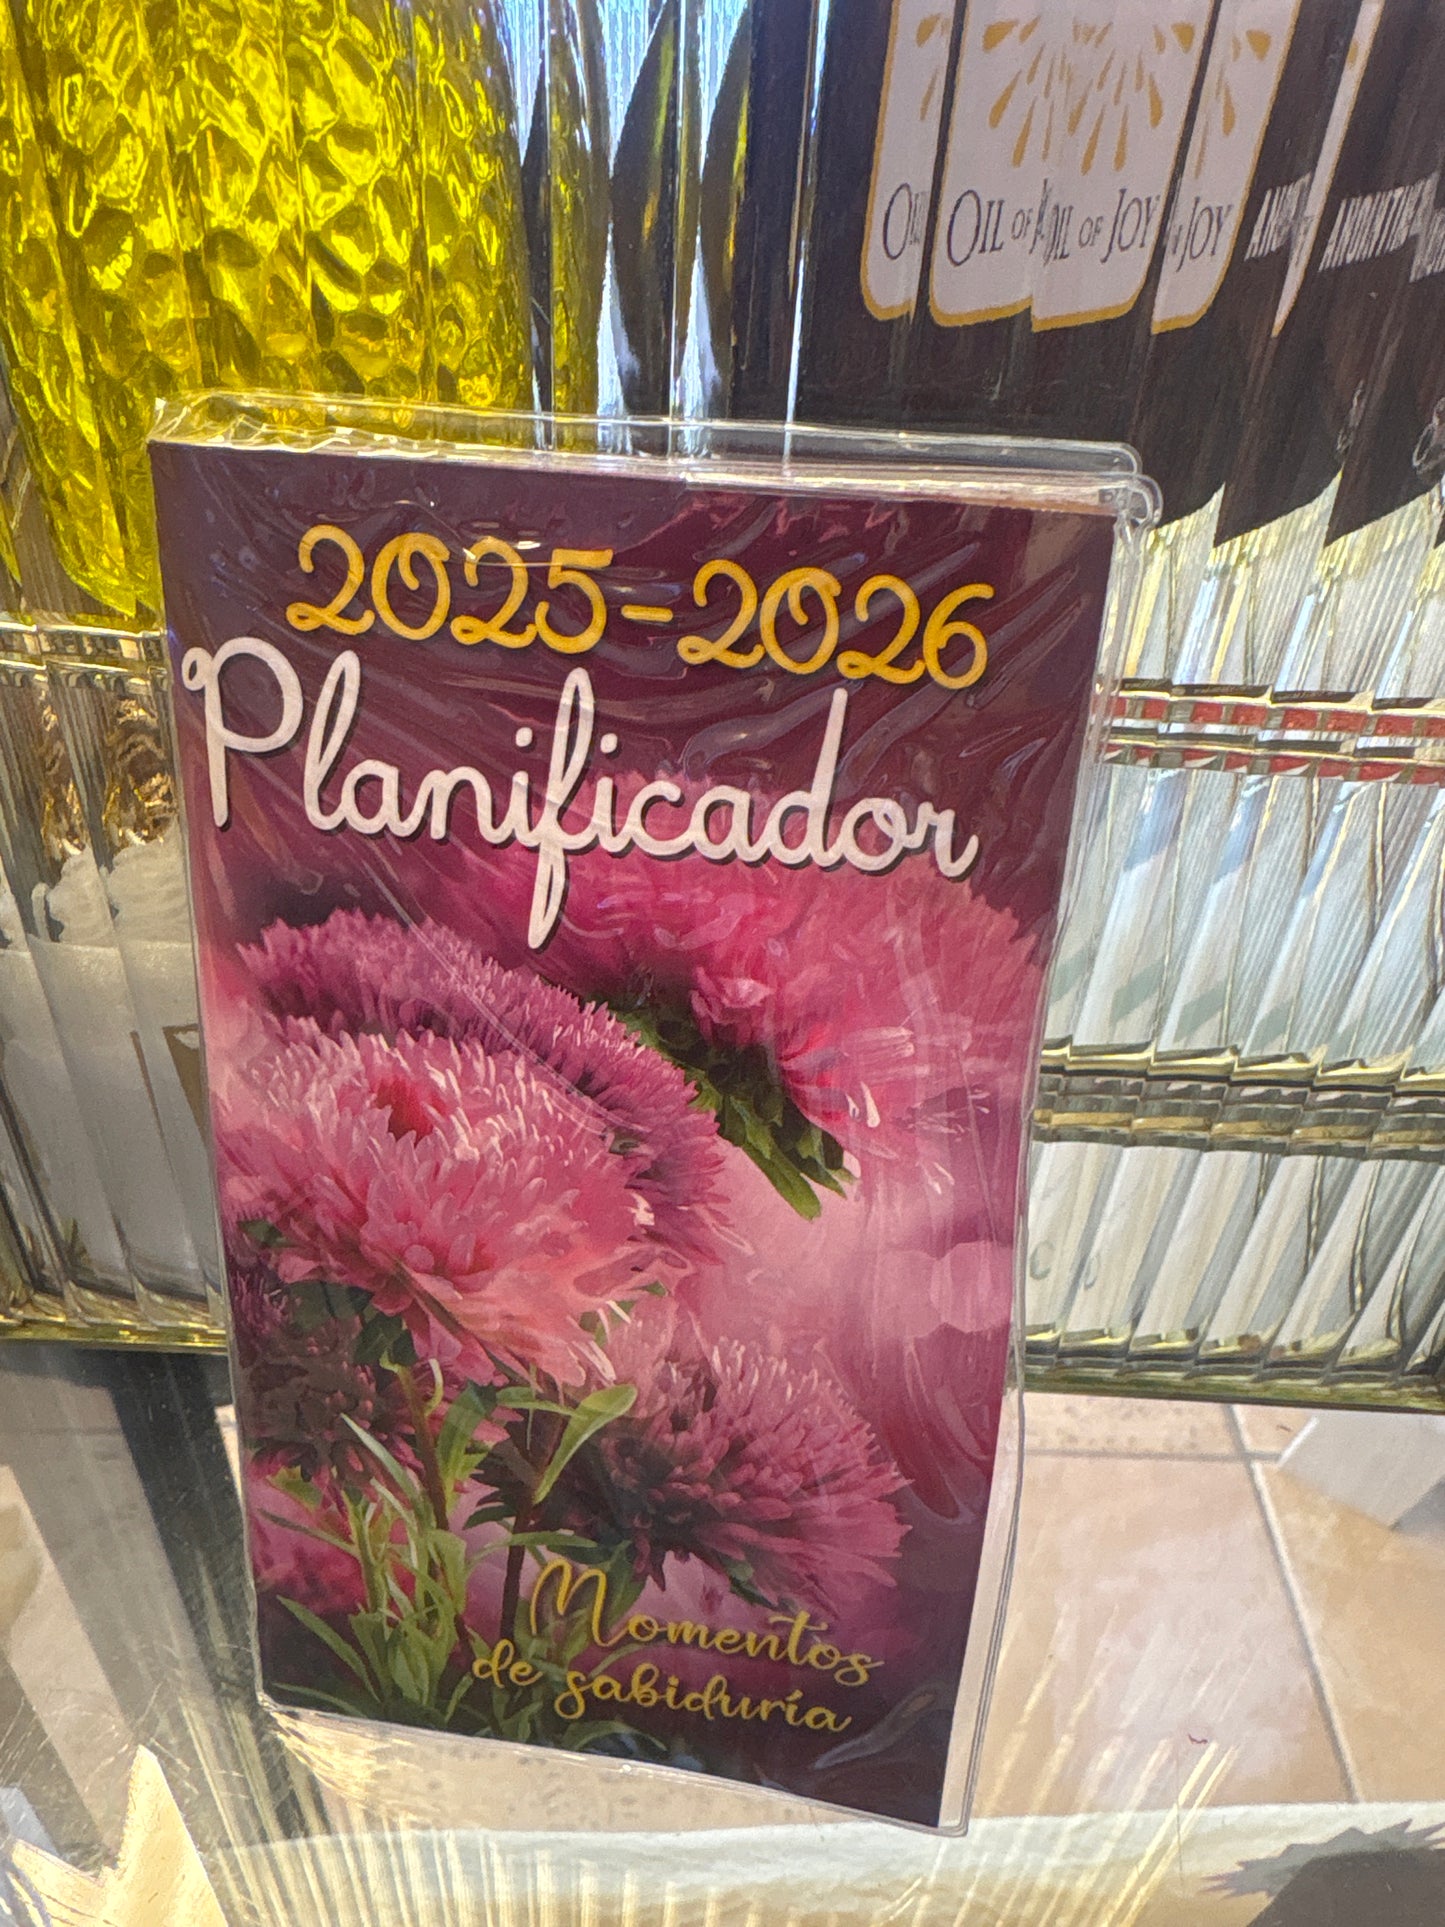 OIL OF JOY
2025-2026
Planificador
Momentos
de sabiduría